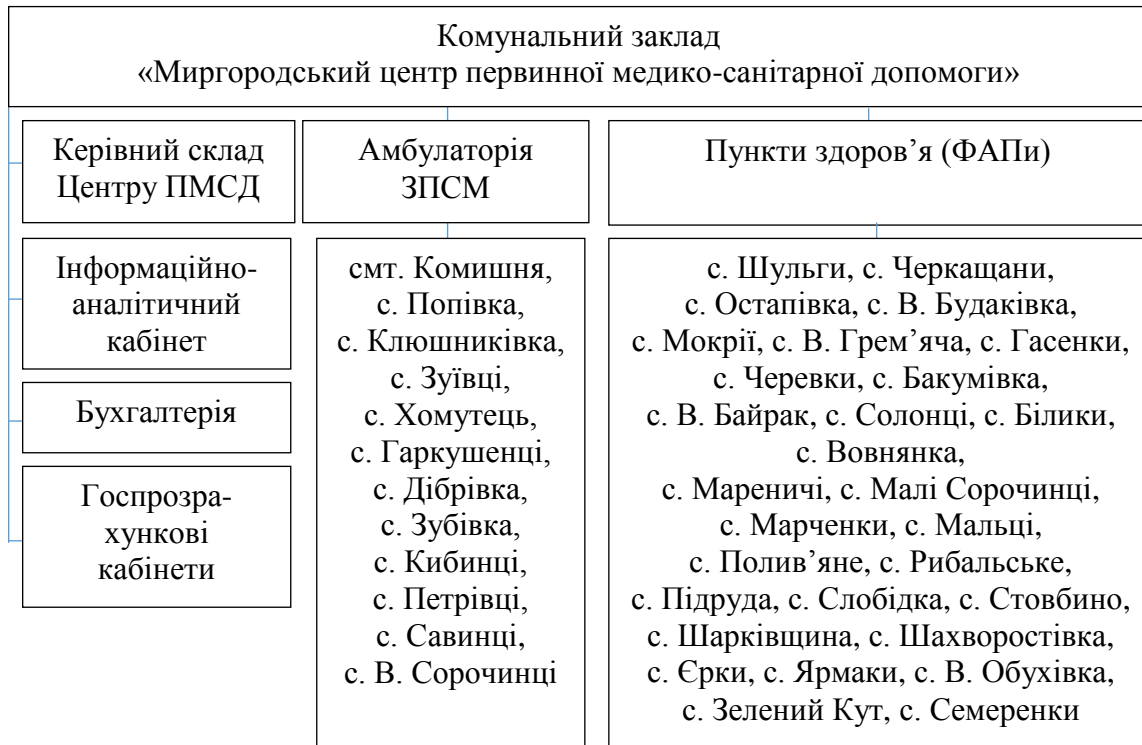 Комунальний заклад
«Миргородський центр первинної медико-санітарної допомоги»
Керівний склад
Центру ПМСД
Інформаційно-
аналітичний
кабінет
Бухгалтерія
Госпрозра-
хункові
кабінети
Амбулаторія
ЗПСМ
смт. Комишня,
с. Попівка,
с. Клюшниківка,
с. Зуївці,
с. Хомутець,
с. Гаркушенці,
с. Дібрівка,
с. Зубівка,
с. Кибинці,
с. Петрівці,
с. Савинці,
с. В. Сорочинці
Пункти здоров’я (ФАПи)
с. Шульги, с. Черкащани,
с. Остапівка, с. В. Будаківка,
с. Мокрії, с. В. Грем’яча, с. Гасенки,
с. Черевки, с. Бакумівка,
с. В. Байрак, с. Солонці, с. Білики,
с. Вовнянка,
с. Мареничі, с. Малі Сорочинці,
с. Марченки, с. Мальці,
с. Полив’яне, с. Рибальське,
с. Підруда, с. Слобідка, с. Стовбино,
с. Шарківщина, с. Шахворостівка,
с. Єрки, с. Ярмаки, с. В. Обухівка,
с. Зелений Кут, с. Семеренки